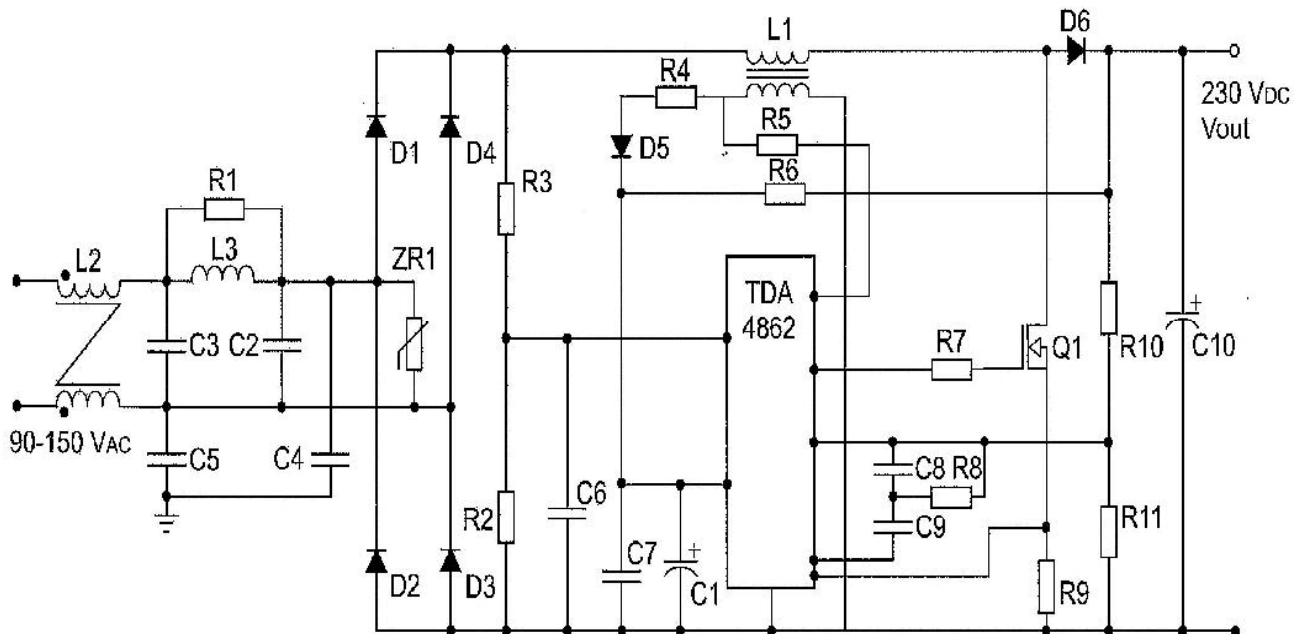 L1
D6
R4
230 VDC
Vout
R5
D5
D1
D4
R6
R3
R1
L2
L3
ZR1
TDA
4862
C3
C2
R7
Q1
R10
C10
+
90-150 VAC
C5
C4
C8
R8
C6
R2
C9
R11
C7
+
D2
D3
C1
R9